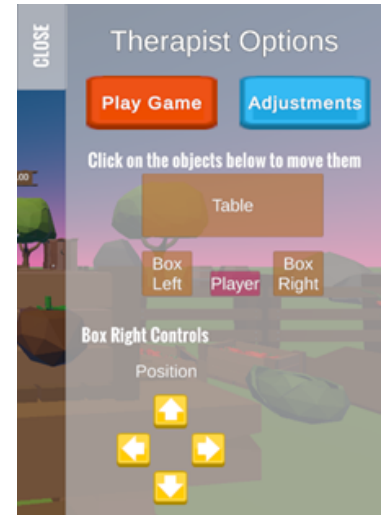 CLOSE
Therapist Options
Play Game
Adjustments
Click on the objects below to move them
Table
Box
Left
Player
Box
Right
Box Right Controls
Position